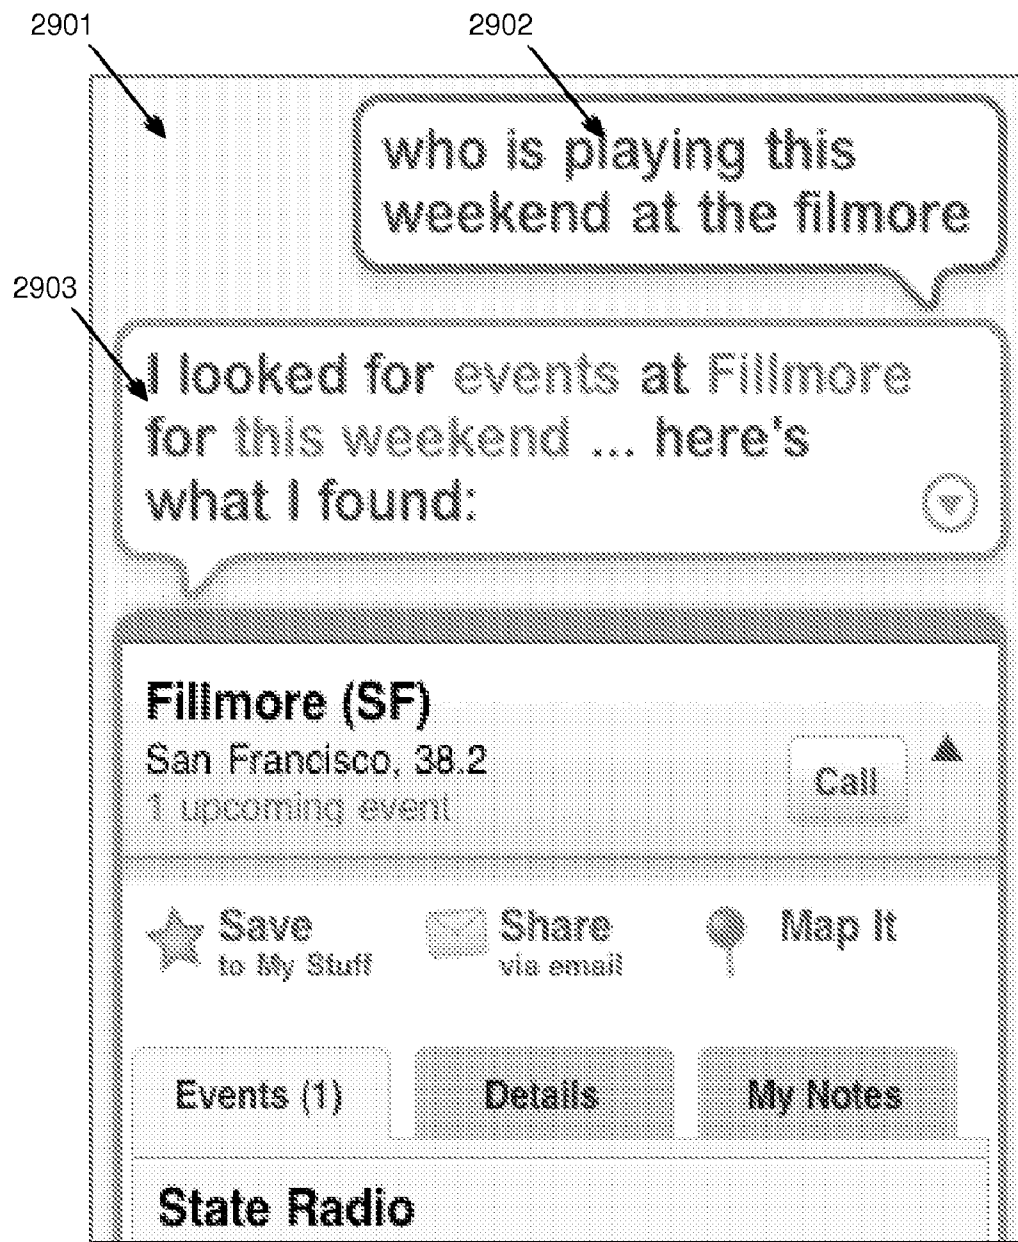 2901
2902
who is playing this
weekend at the filmore
2903
I looked for events at Fillmore
for this weekend ... here's
what I found:
Fillmore (SF)
San Francisco, 38.2
1 upcoming event
Call
Save
to My Stuff
Share
via email
Map It
Events (1)
Details
My Notes
State Radio